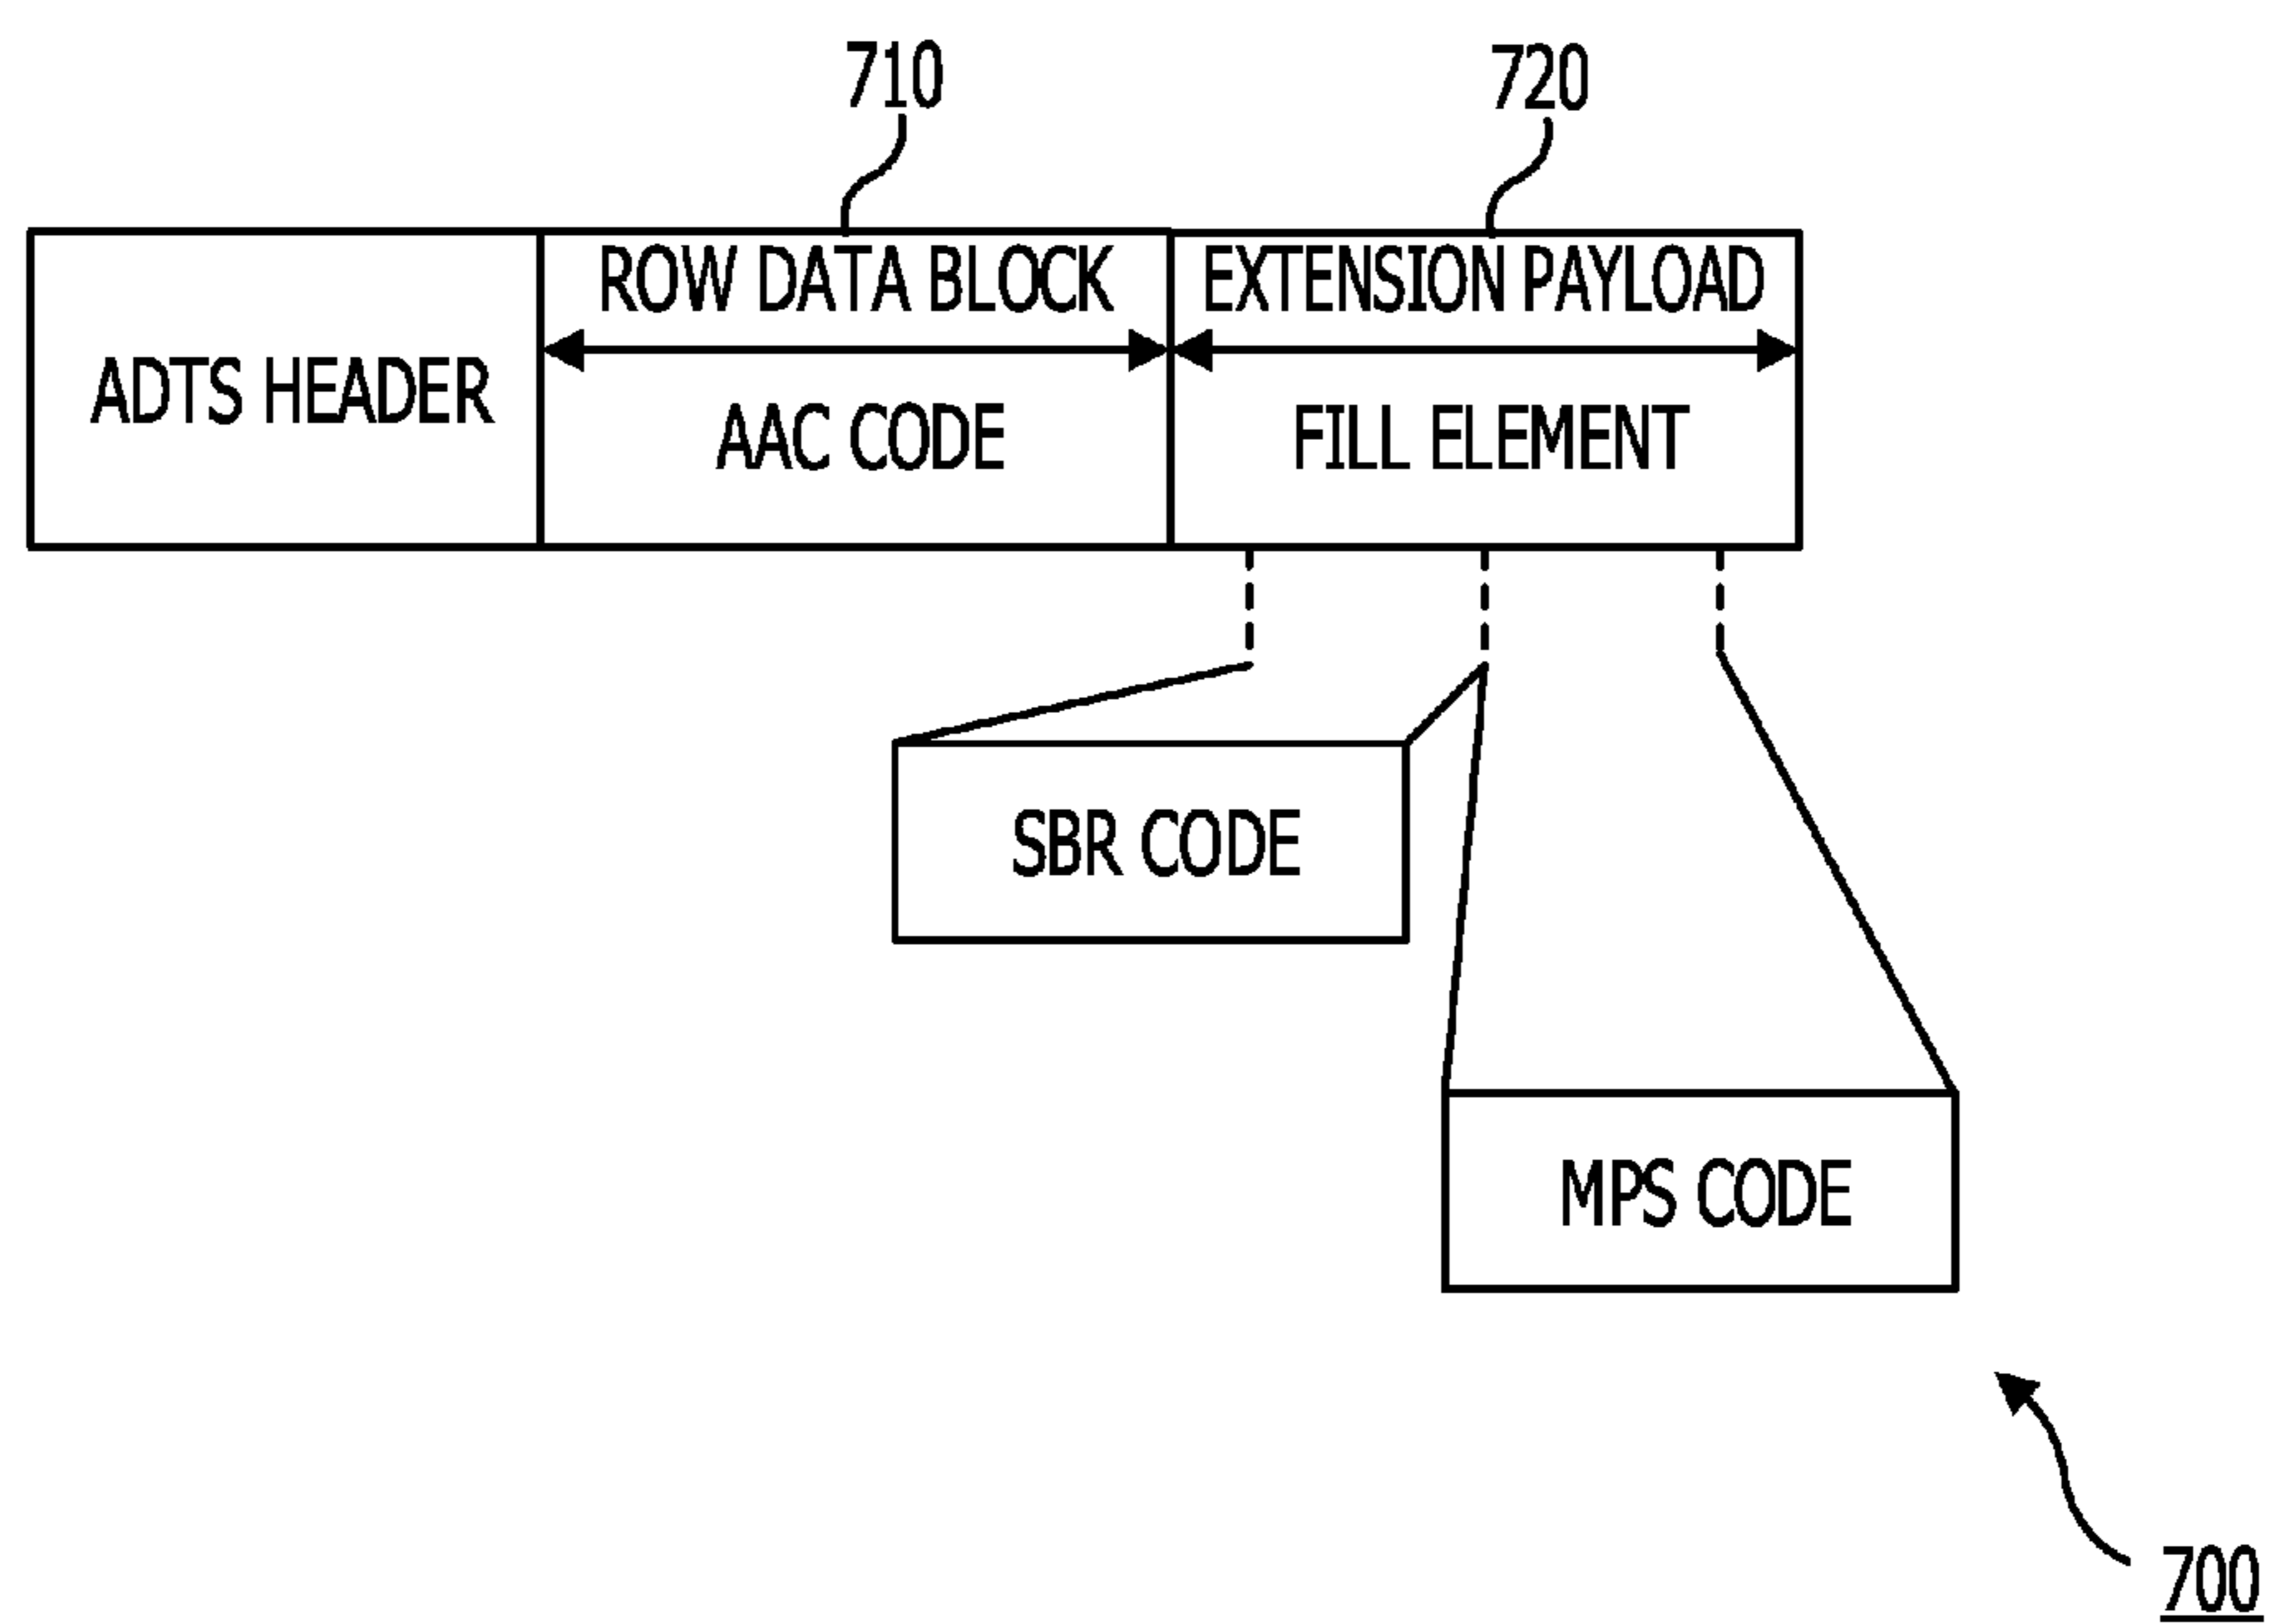 710
720
ADTS HEADER
ROW DATA BLOCK
AAC CODE
EXTENSION PAYLOAD
FILL ELEMENT
SBR CODE
MPS CODE
700